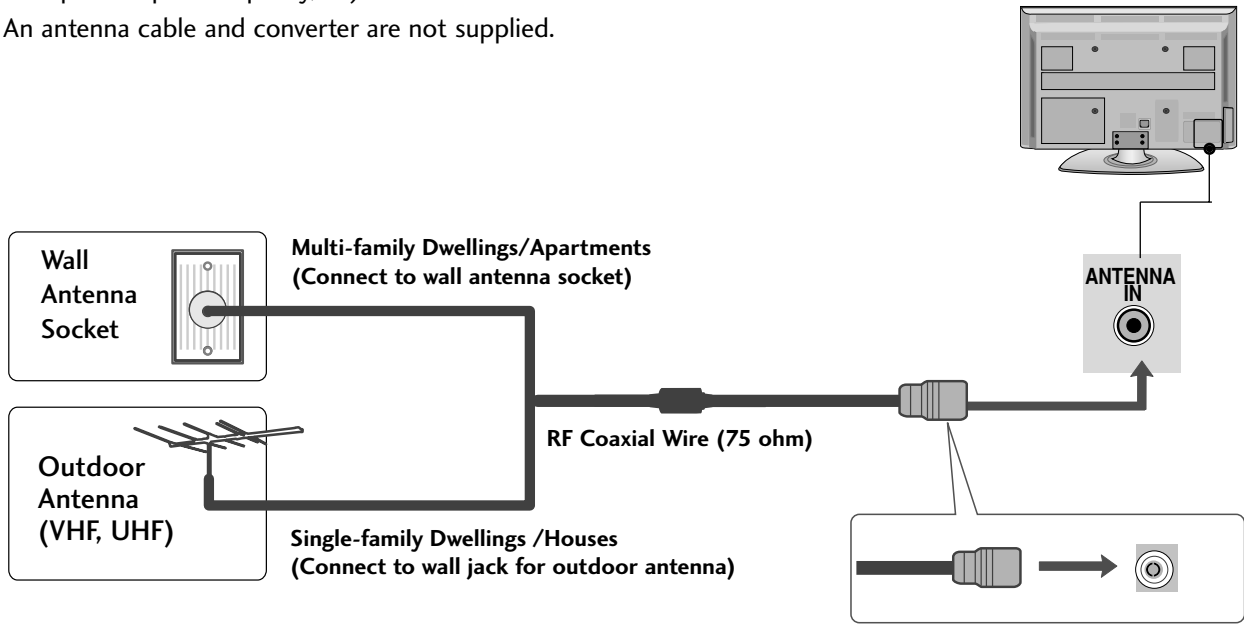 An antenna cable and converter are not supplied.
Wall
Antenna
Socket
Multi-family Dwellings/Apartments
(Connect to wall antenna socket)
ANTENNA
IN
RF Coaxial Wire (75 ohm)
Outdoor
Antenna
(VHF, UHF)
Single-family Dwellings /Houses
(Connect to wall jack for outdoor antenna)